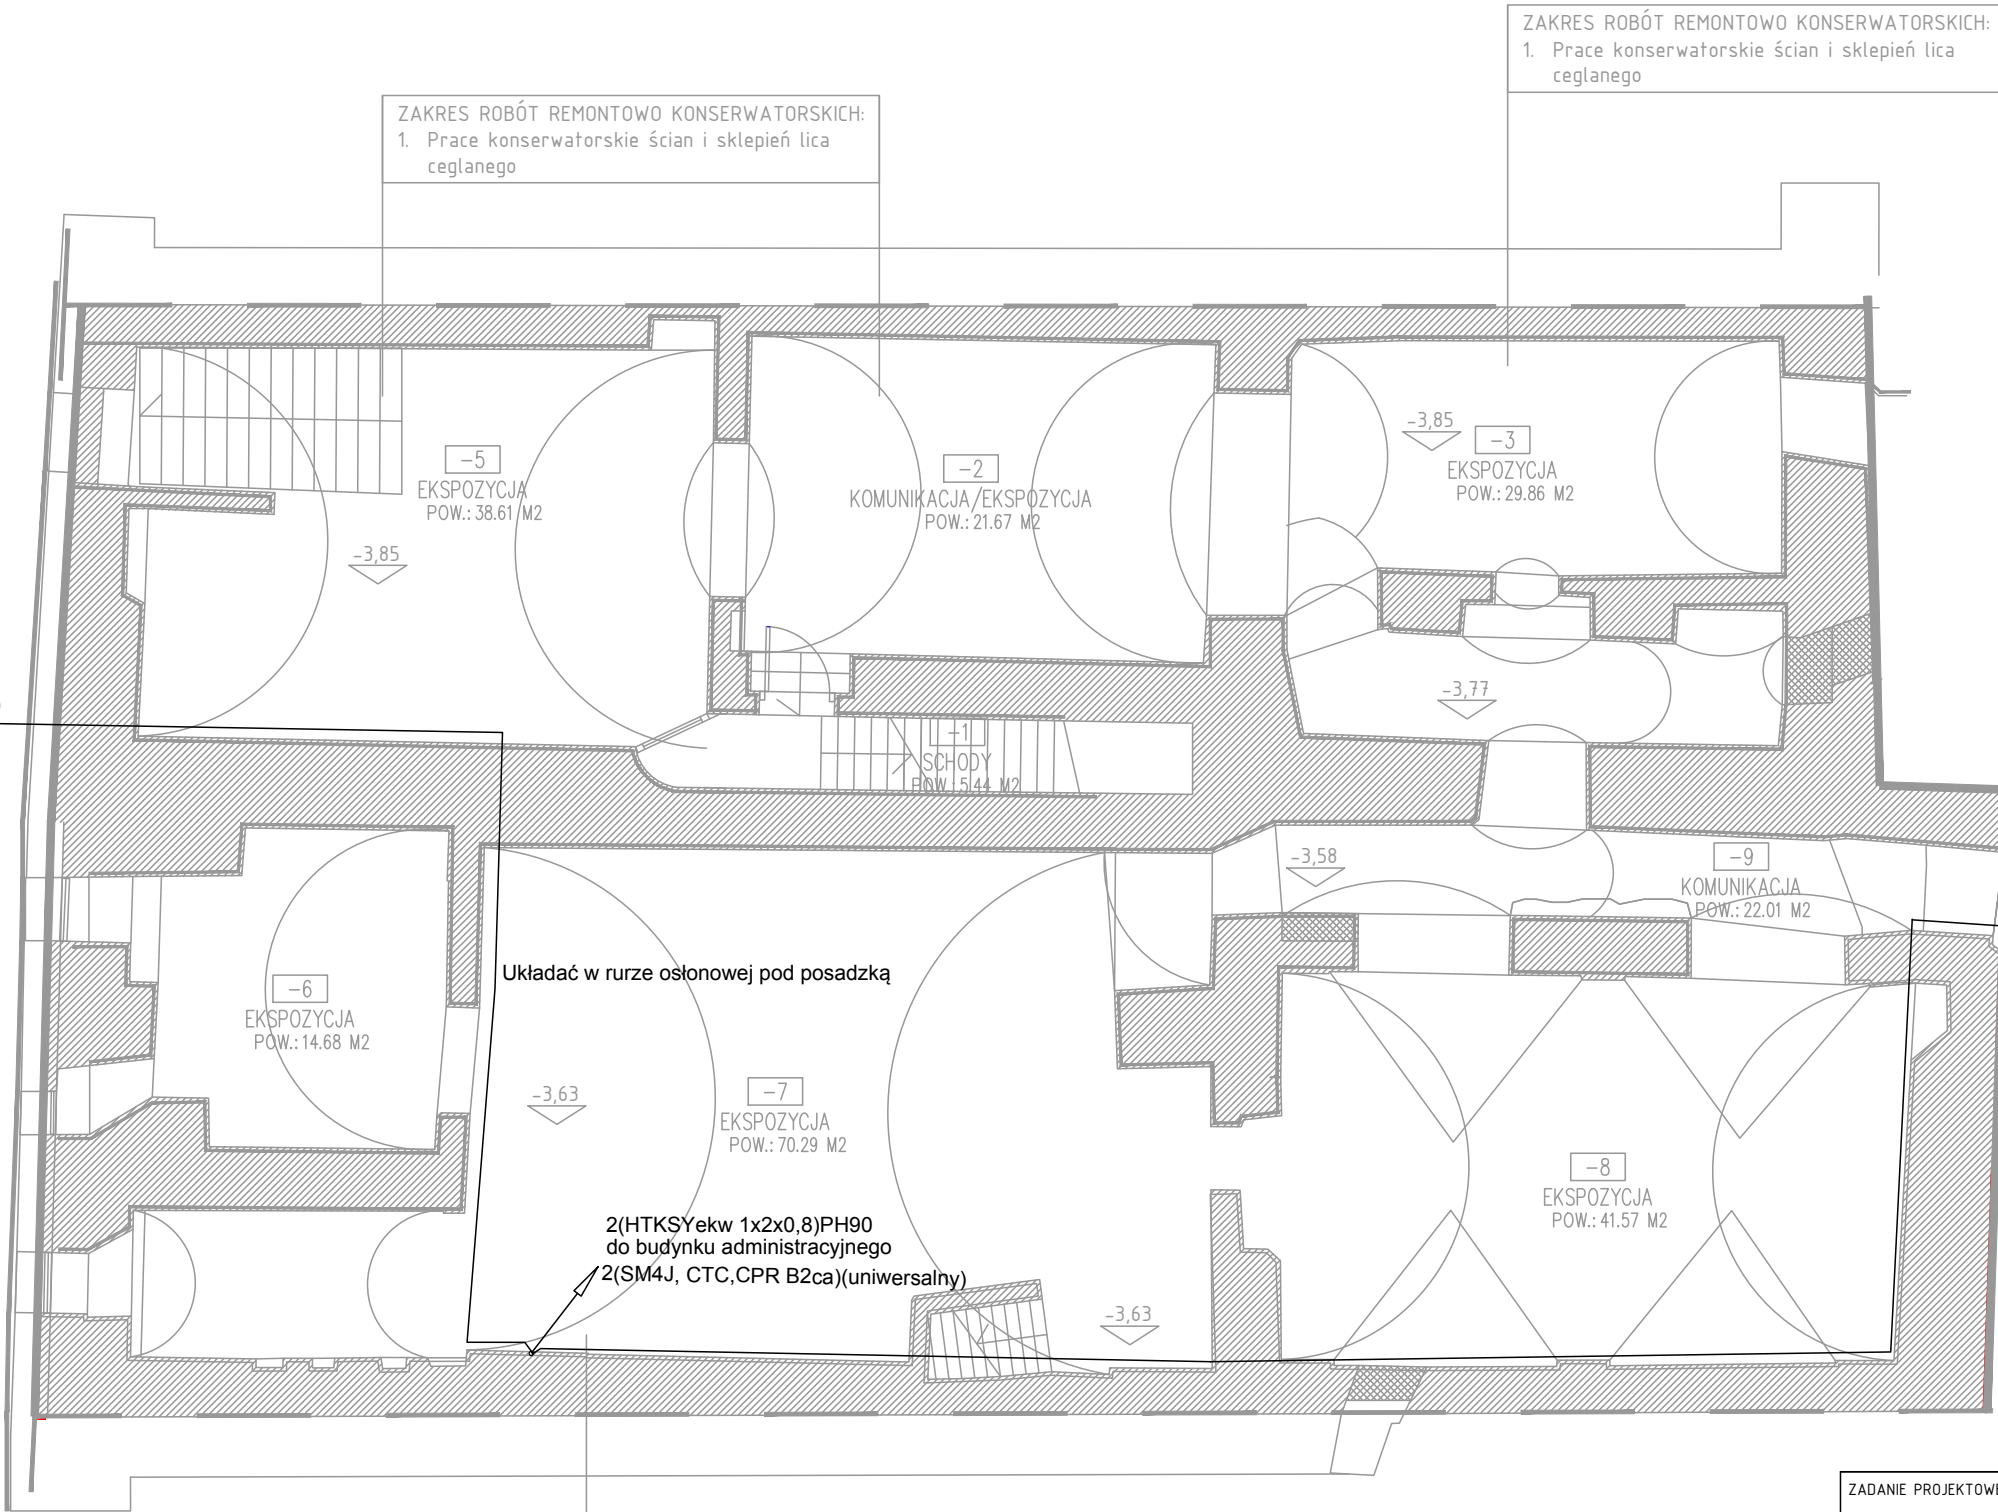 ZAKRES ROBÓT REMONTOWO KONSERWATORSKICH:
1. Prace konserwatorskie ścian i sklepień lica
ceglanego
ZAKRES ROBÓT REMONTOWO KONSERWATORSKICH:
1. Prace konserwatorskie ścian i sklepień lica
ceglanego
-5
EKSPOZYCJA
POW.: 38.61 M2
-3,85
-2
KOMUNIKACJA/EKSPOZYCJA
POW.: 21.67 M2
-3,85
-3
EKSPOZYCJA
POW.: 29.86 M2
-3,77
-1
SCHODY
POW.: 5.44 M2
-3,58
-9
KOMUNIKACJA
POW.: 22.01 M2
Układać w rurze osłonowej pod posadzką
-6
EKSPOZYCJA
POW.: 14.68 M2
-3,63
-7
EKSPOZYCJA
POW.: 70.29 M2
-8
EKSPOZYCJA
POW.: 41.57 M2
2(HTKSYekw 1x2x0,8)PH90
do budynku administracyjnego
2(SM4J, CTC,CPR B2ca)(uniwersalny)
-3,63
ZADANIE PROJEKTOWE